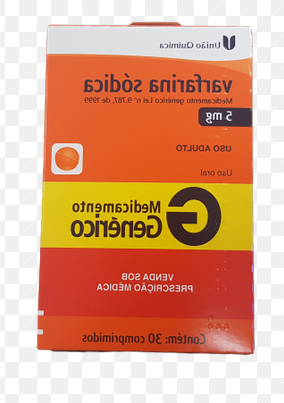 União Química
varfarina sódica
Medicamento genérico Lei nº 9.787, de 1999
5 mg
USO ADULTO
Uso oral
G
Medicamento
Genérico
VENDA SOB
PRESCRIÇÃO MÉDICA
Contém: 30 comprimidos